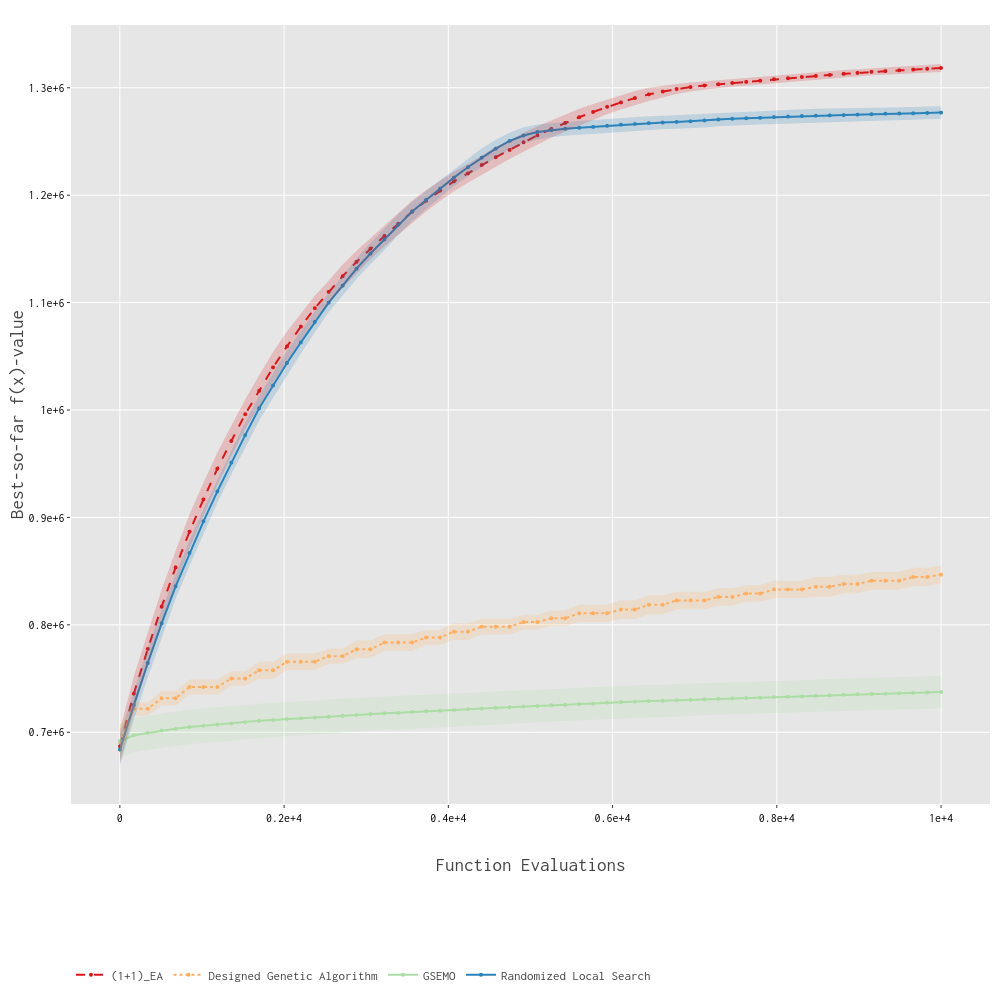 1.3e+6
1.2e+6
1.1e+6
1e+6
0.9e+6
0.8e+6
0.7e+6
Best-so-far f(x)-value
0 0.2e+4 0.4e+4 0.6e+4 0.8e+4 1e+4
Function Evaluations
(1+1)_EA Designed Genetic Algorithm GSEMO Randomized Local Search